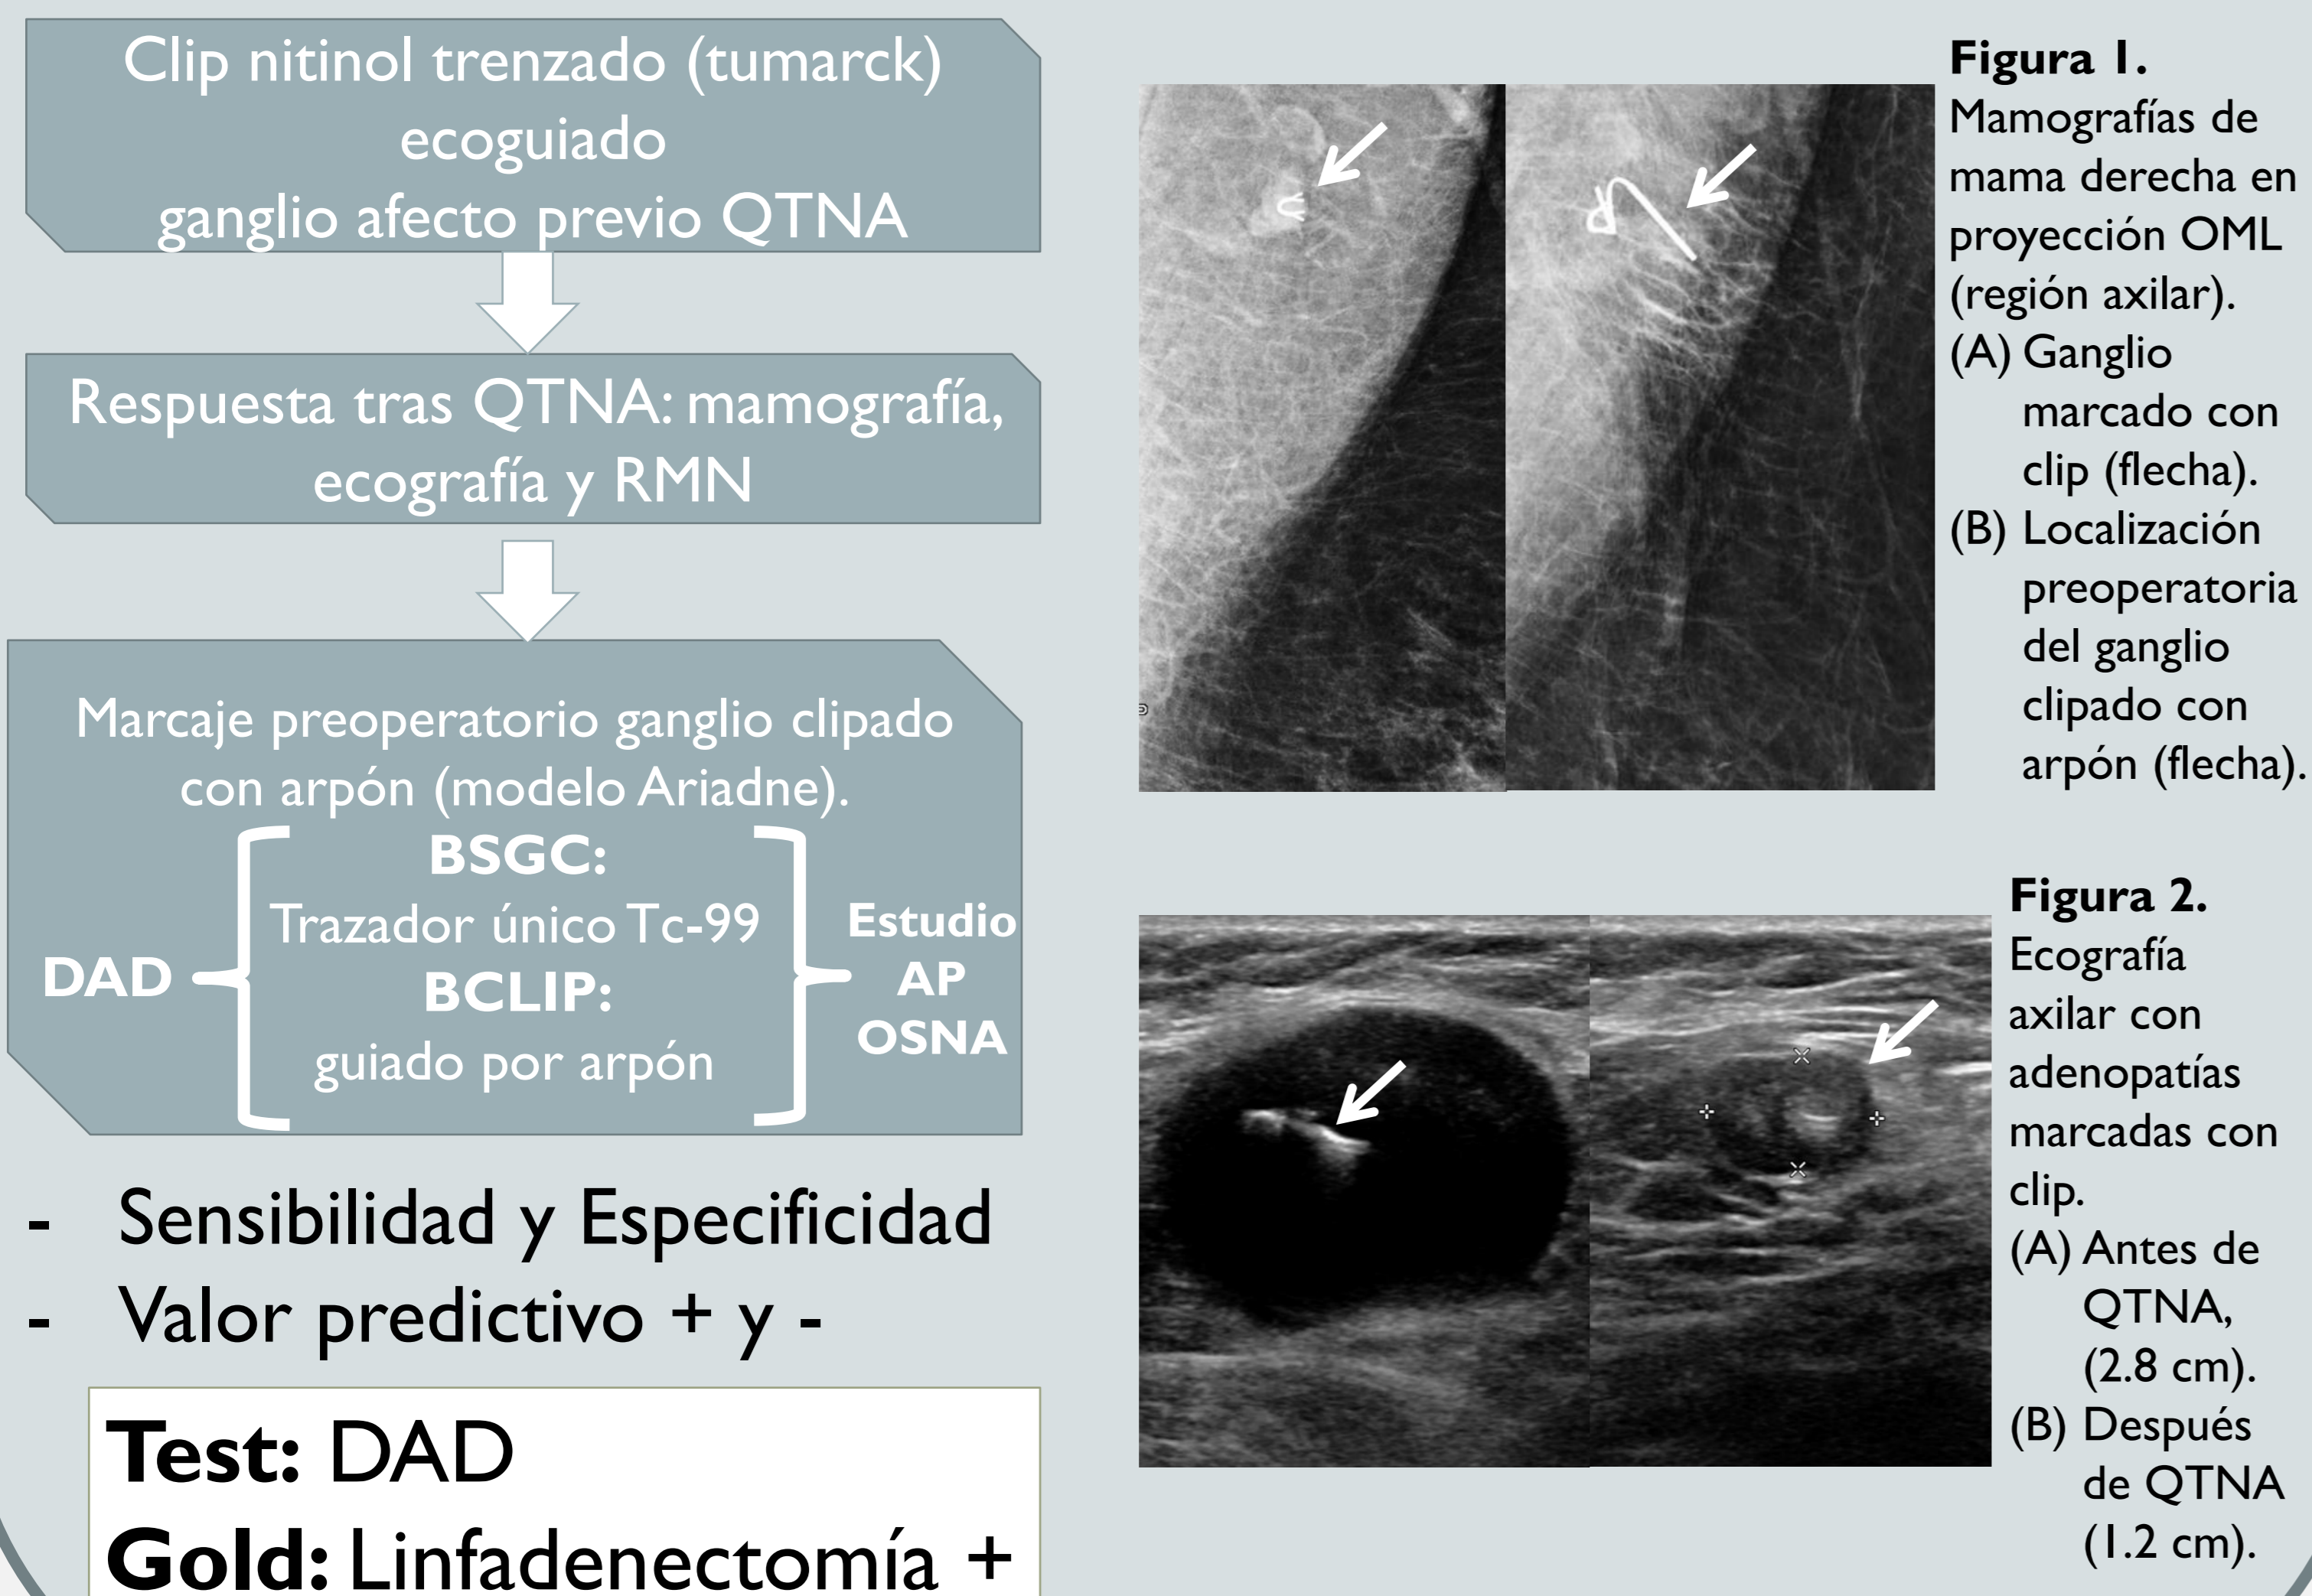 Clip nitinol trenzado (tumarck)
ecoguiado
ganglio afecto previo QTNA
Respuesta tras QTNA: mamografía,
ecografía y RMN
Marcaje preoperatorio ganglio clipado
con arpón (modelo Ariadne).
DAD
BSGC:
Trazador único Tc-99
BCLIP:
guiado por arpón
Estudio
AP
OSNA
- Sensibilidad y Especificidad
- Valor predictivo + y -
Test: DAD
Gold: Linfadenectomía +
Figura 1.
Mamografías de
mama derecha en
proyección OML
(región axilar).
(A) Ganglio
marcado con
clip (flecha).
(B) Localización
preoperatoria
del ganglio
clipado con
arpón (flecha).
Figura 2.
Ecografía
axilar con
adenopatías
marcadas con
clip.
(A) Antes de
QTNA,
(2.8 cm).
(B) Después
de QTNA
(1.2 cm).